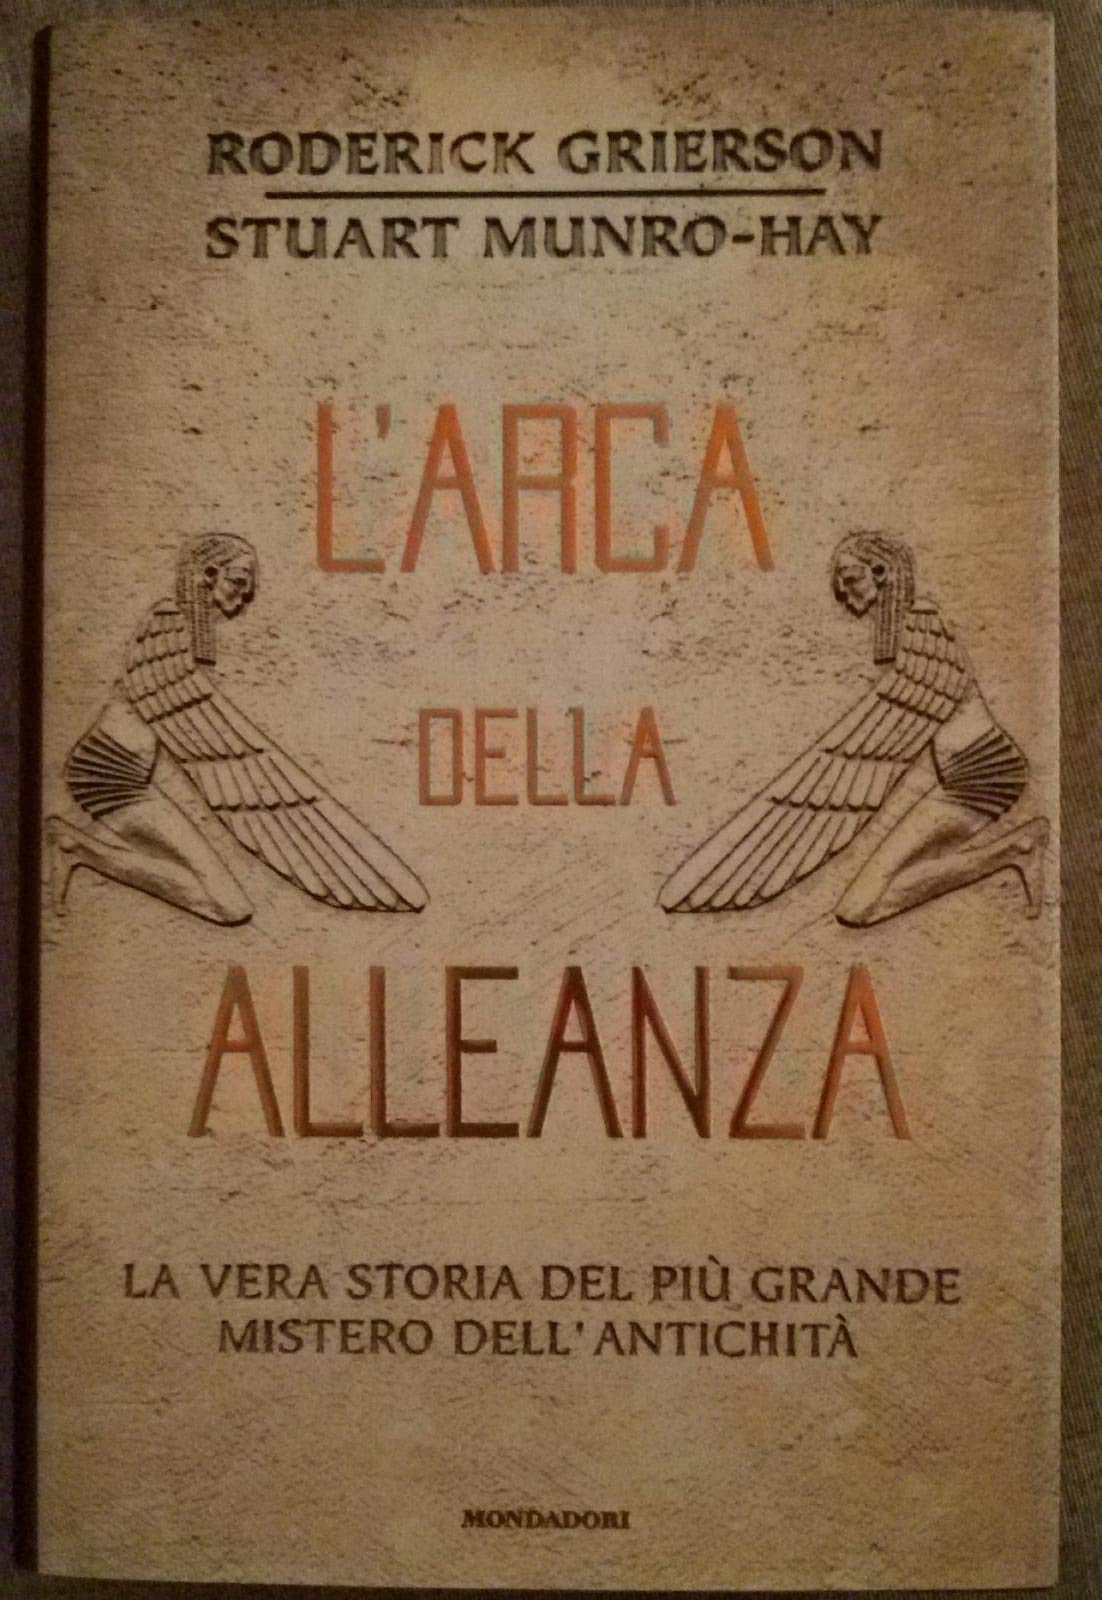 RODERICK GRIERSON
STUART MUNRO-HAY
L'ARCA
DELLA
ALLEANZA
LA VERA STORIA DEL PIÙ GRANDE
MISTERO DELL'ANTICHITÀ
MONDADORI